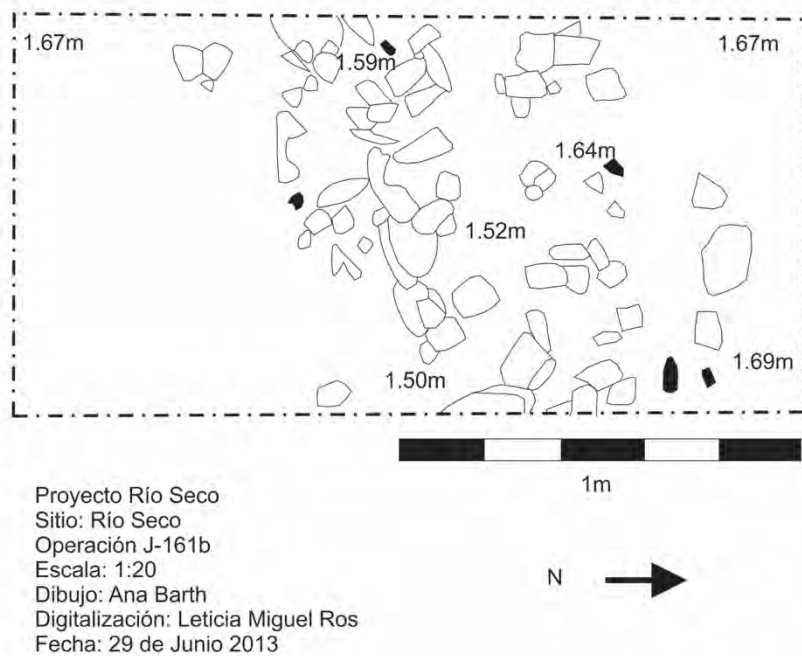 1.67m
1.59m
1.67m
1.64m
1.52m
1.50m
1.69m
1m
Proyecto Río Seco
Sitio: Río Seco
Operación J-161b
Escala: 1:20
Dibujo: Ana Barth
Digitalización: Leticia Miguel Ros
Fecha: 29 de Junio 2013
N